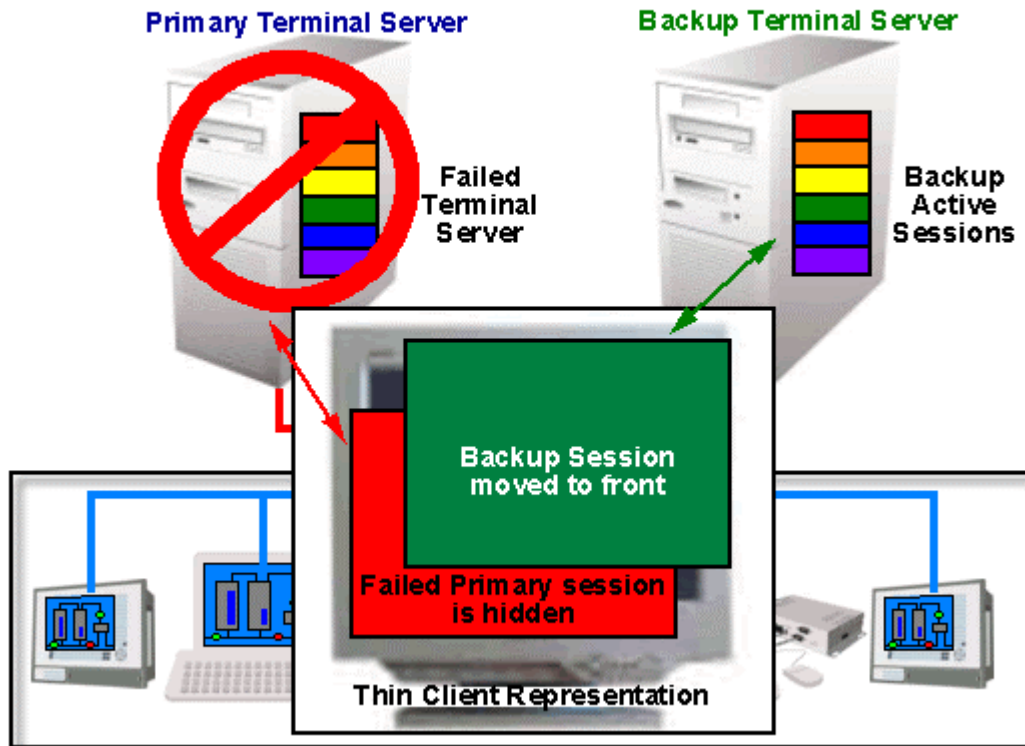 Primary Terminal Server
Backup Terminal Server
Failed
Terminal
Server
Backup
Active
Sessions
Backup Session
moved to front
Failed Primary session
is hidden
Thin Client Representation